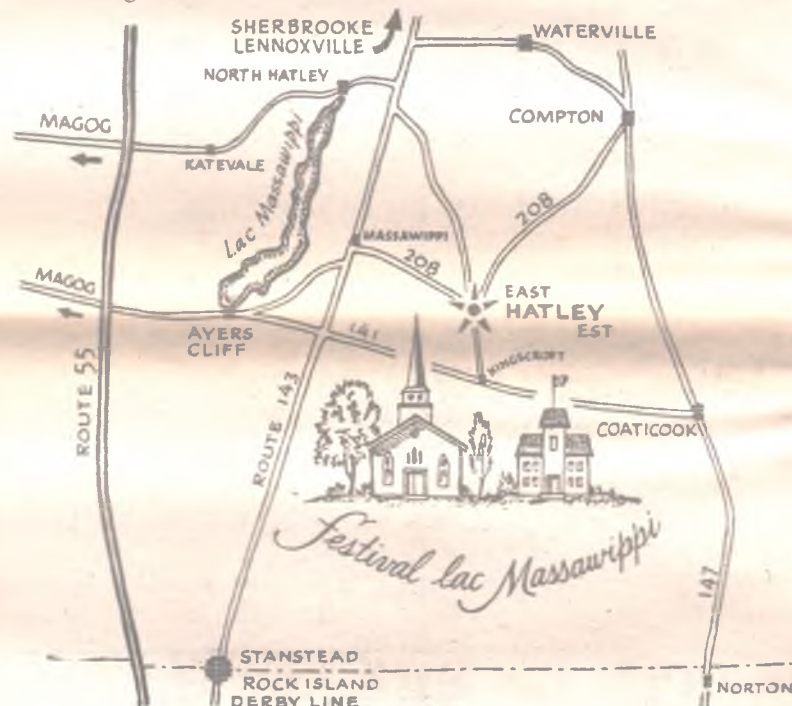 SHERBROOKE
LENNOXVILLE
WATERVILLE
NORTH HATLEY
MAGOG
COMPTON
KATEVALE
Lac Massawippi
208
MASSAWIPPI
208
MAGOG
EAST
HATLEY
EST
AYERS
CLIFF
141
KINGSCROFT
ROUTE 55
ROUTE 143
COATICOOK
Festival lac Massawippi
147
STANSTEAD
ROCK ISLAND
DERBY LINE
NORTON